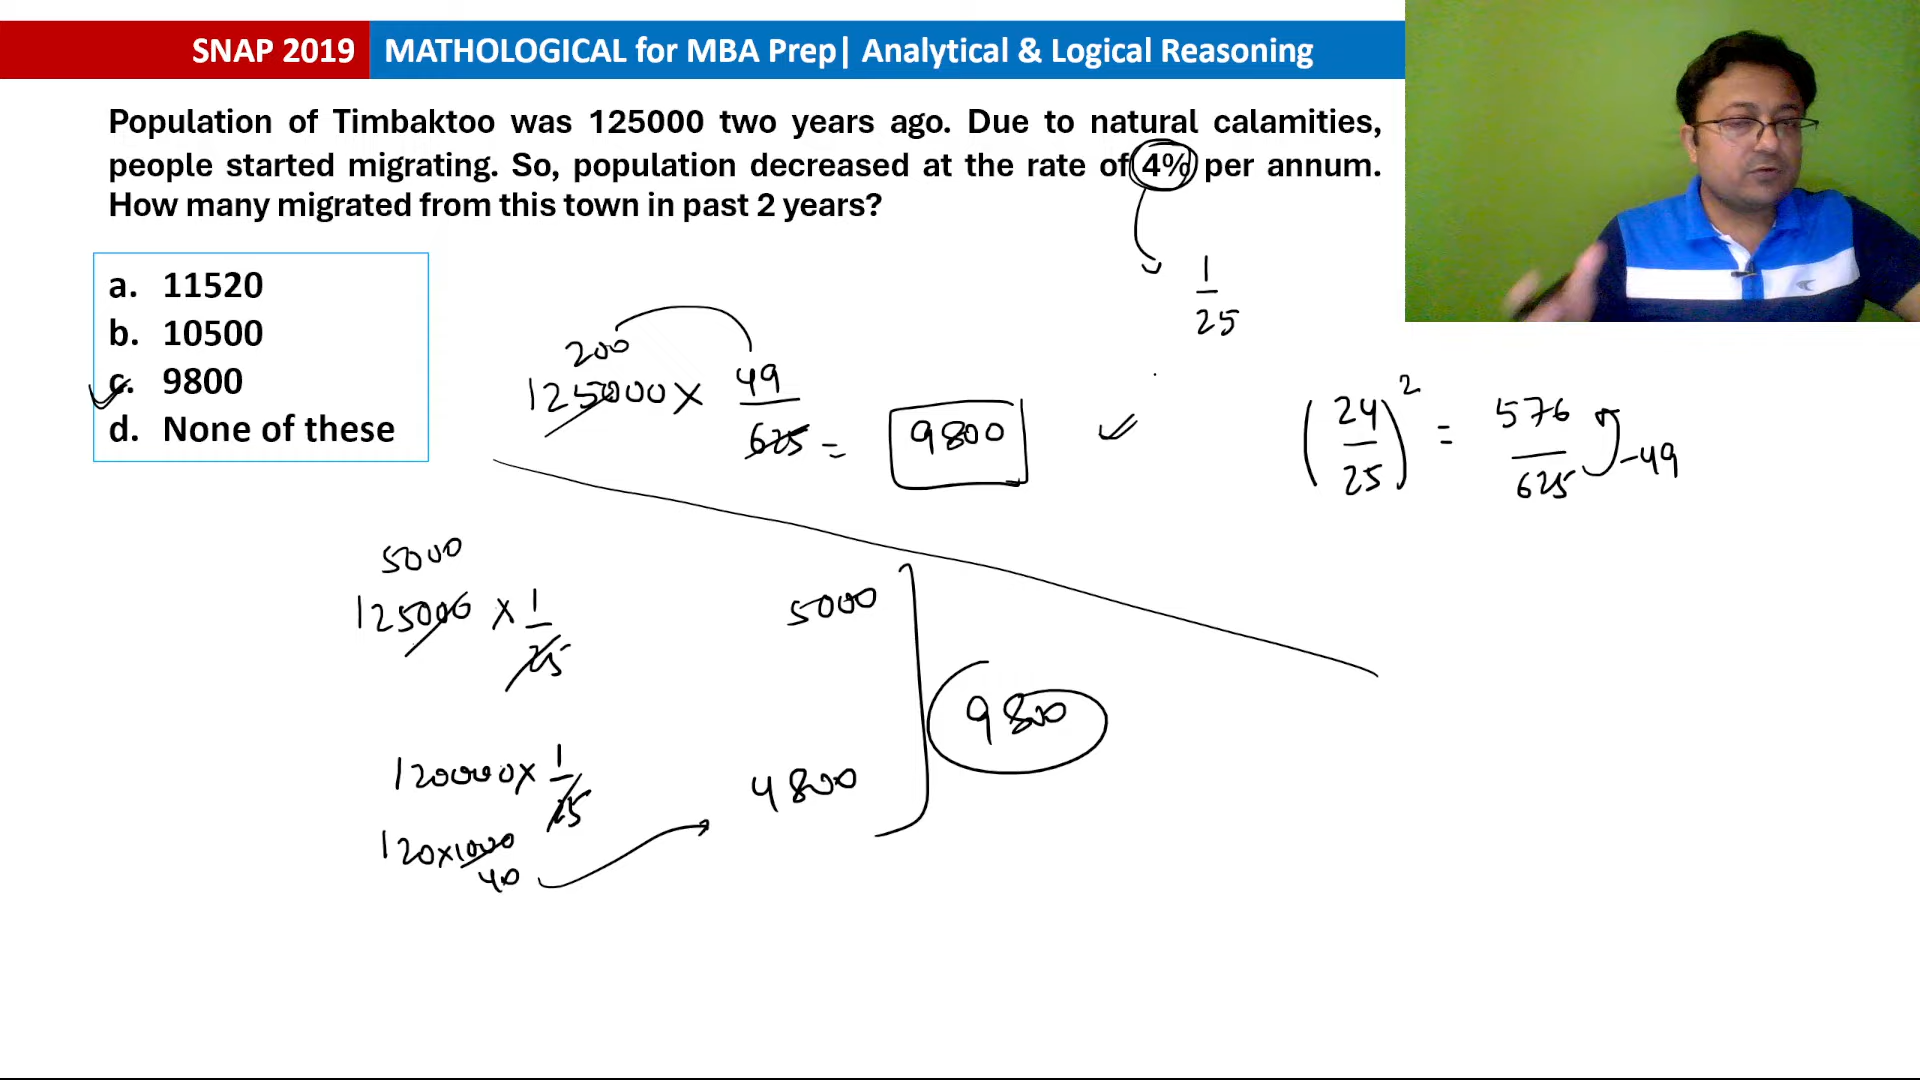 SNAP 2019 MATHOLOGICAL for MBA Prep| Analytical & Logical Reasoning
Population of Timbaktoo was 125000 two years ago. Due to natural calamities,
people started migrating. So, population decreased at the rate of 4% per annum.
How many migrated from this town in past 2 years?
a. 11520
b. 10500
c. 9800
d. None of these
1
25
200
125000 x 49
625 = 9800
(24/25)² = 576/625 -49
5000
125000 x 1
25
5000
9800
120000 x 1
25
4800
120x1000
40